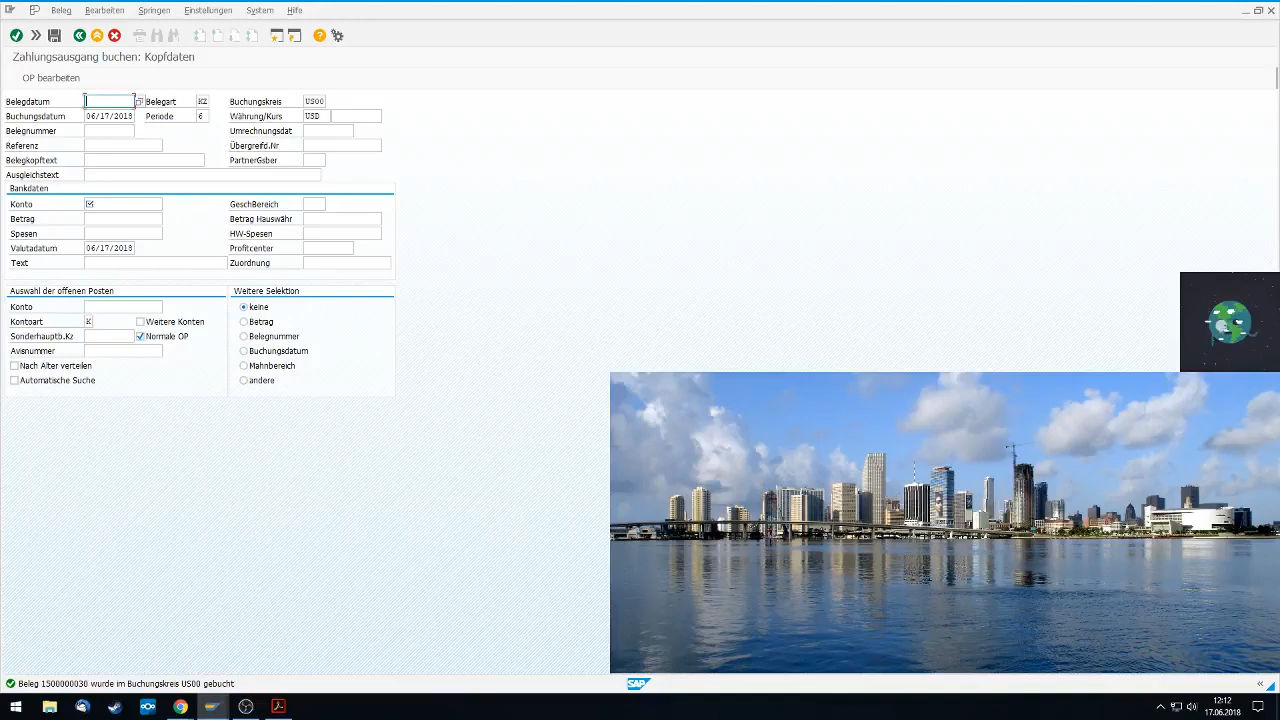 Beleg Bearbeiten Springen Einstellungen System Hilfe
Zahlungsausgang buchen: Kopfdaten
OP bearbeiten
Belegdatum Belegart KZ Buchungskreis US00
Buchungsdatum 06/17/2018 Periode 6 Währung/Kurs USD
Belegnummer Umrechnungsdat
Referenz Übergreifd.Nr
Belegkopftext PartnerGsber
Ausgleichstext
Bankdaten
Konto GeschBereich
Betrag Betrag Hauswähr
Spesen HW-Spesen
Valutadatum 06/17/2018 Profitcenter
Text Zuordnung
Auswahl der offenen Posten Weitere Selektion
Konto keine
Kontoart K Weitere Konten Betrag
Sonderhauptb.Kz Normale OP Belegnummer
Avisnummer Buchungsdatum
Nach Alter verteilen Mahnbereich
Automatische Suche andere
Beleg 1500000030 wurde im Buchungskreis US00 gebucht
SAP
12:12
17.06.2018